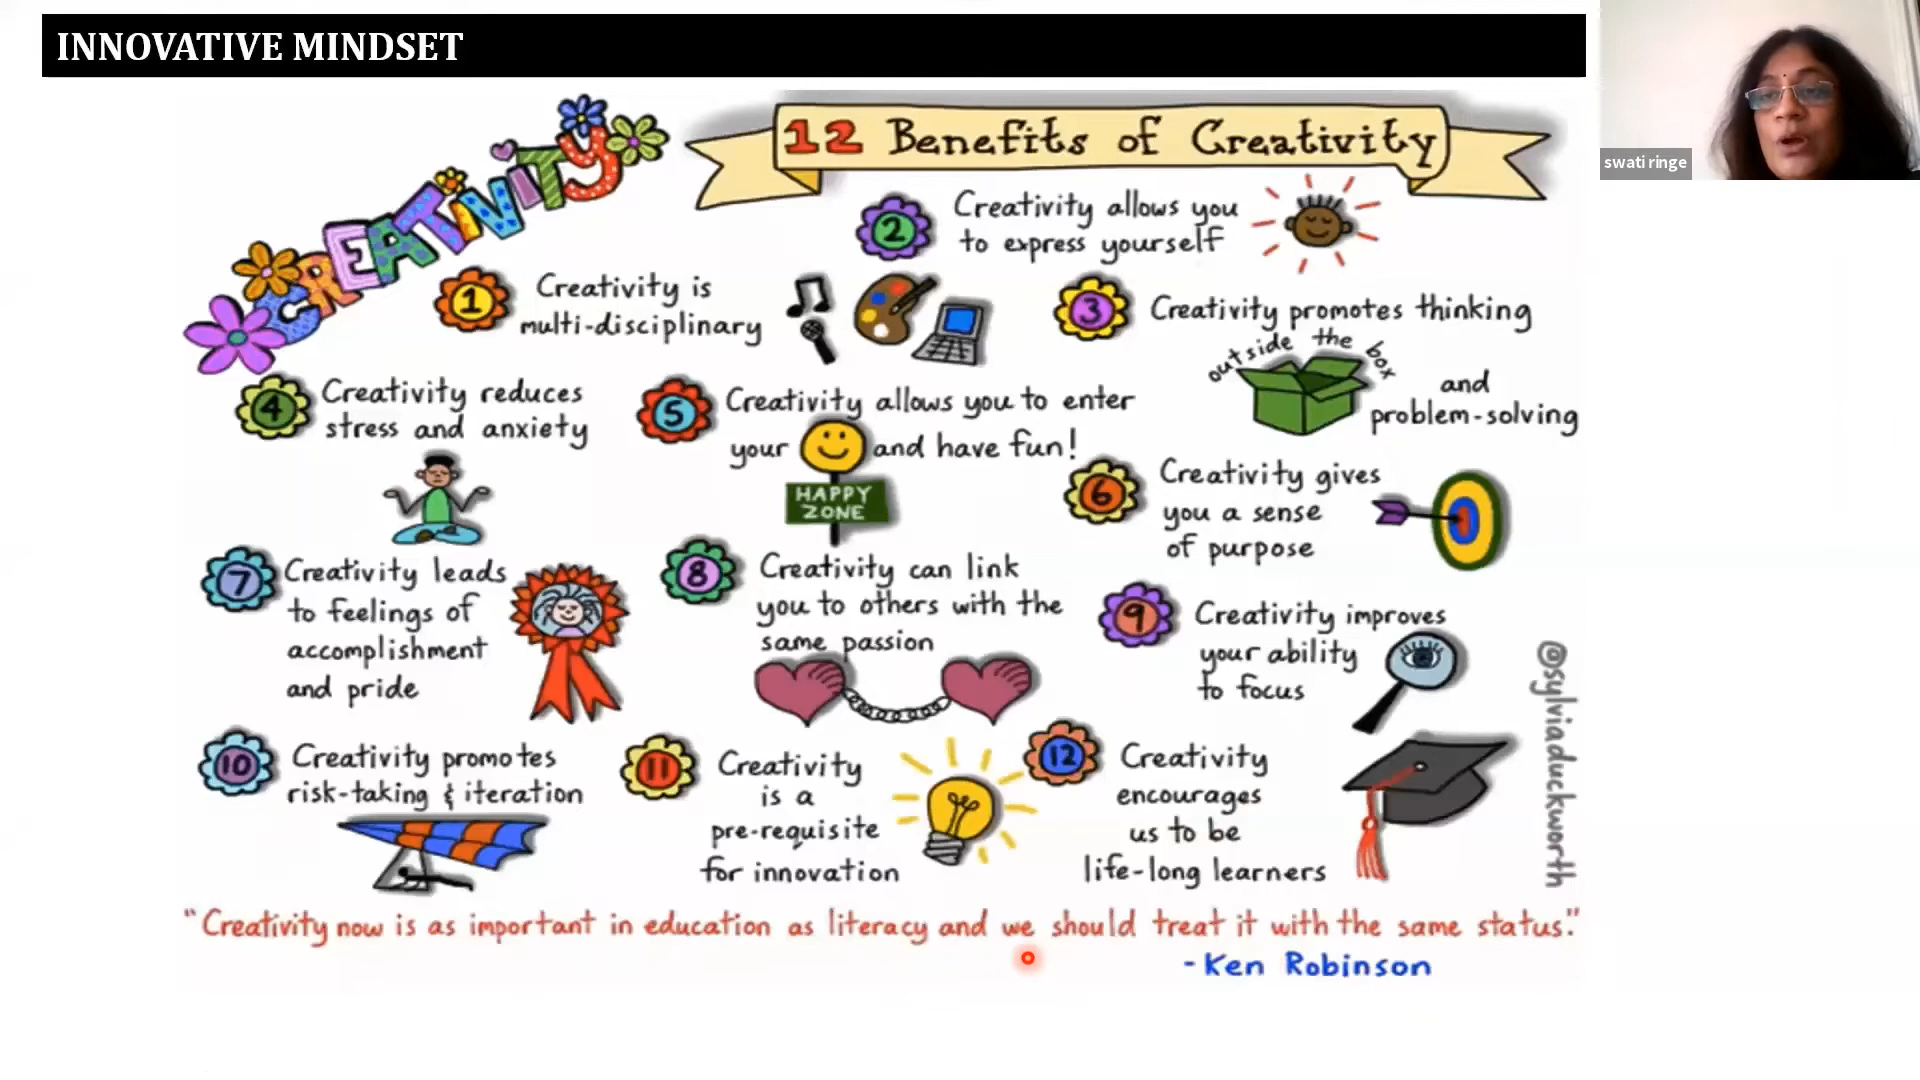 INNOVATIVE MINDSET
swati ringe
CREATIVITY
12 Benefits of Creativity
1
Creativity is
multi-disciplinary
2
Creativity allows you
to express yourself
3
Creativity promotes thinking
outside the box
and
problem-solving
4
Creativity reduces
stress and anxiety
5
Creativity allows you to enter
your and have fun!
HAPPY
ZONE
6
Creativity gives
you a sense
of purpose
7
Creativity leads
to feelings of
accomplishment
and pride
8
Creativity can link
you to others with the
same passion
9
Creativity improves
your ability
to focus
10
Creativity promotes
risk-taking & iteration
11
Creativity
is a
pre-requisite
for innovation
12
Creativity
encourages
us to be
life-long learners
@sylviaduckworth
"Creativity now is as important in education as literacy and we should treat it with the same status."
- Ken Robinson